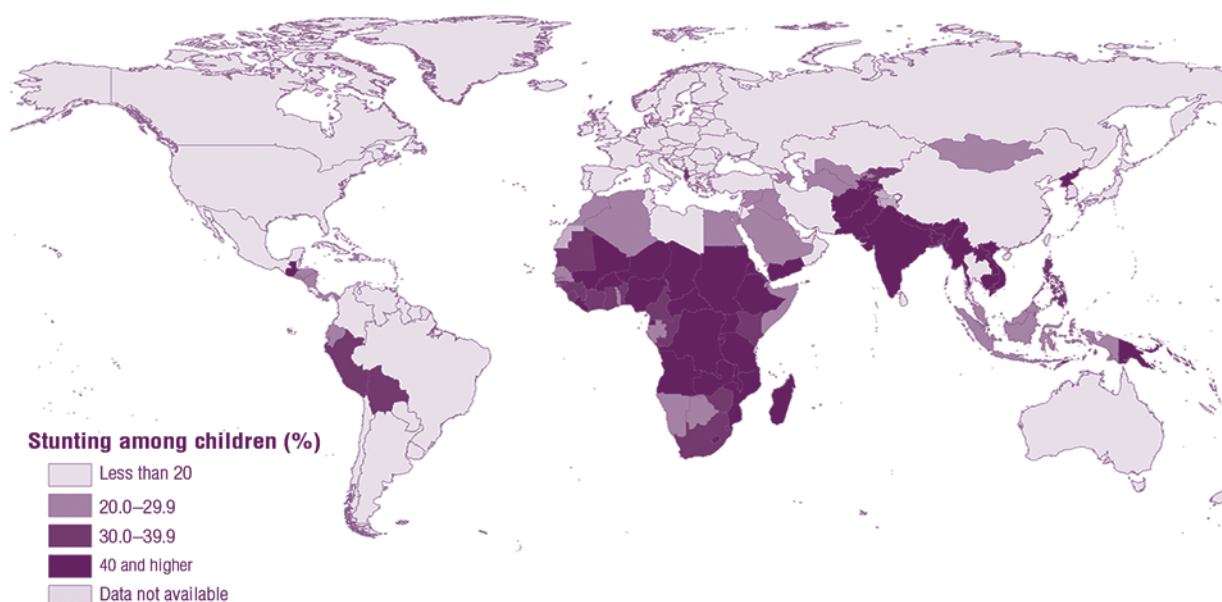 Stunting among children (%)
Less than 20
20.0–29.9
30.0–39.9
40 and higher
Data not available